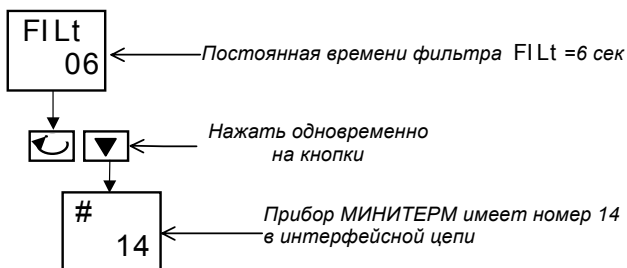 FILt
06
Постоянная времени фильтра FILt =6 сек
Нажать одновременно
на кнопки
#
14
Прибор МИНИТЕРМ имеет номер 14
в интерфейсной цепи